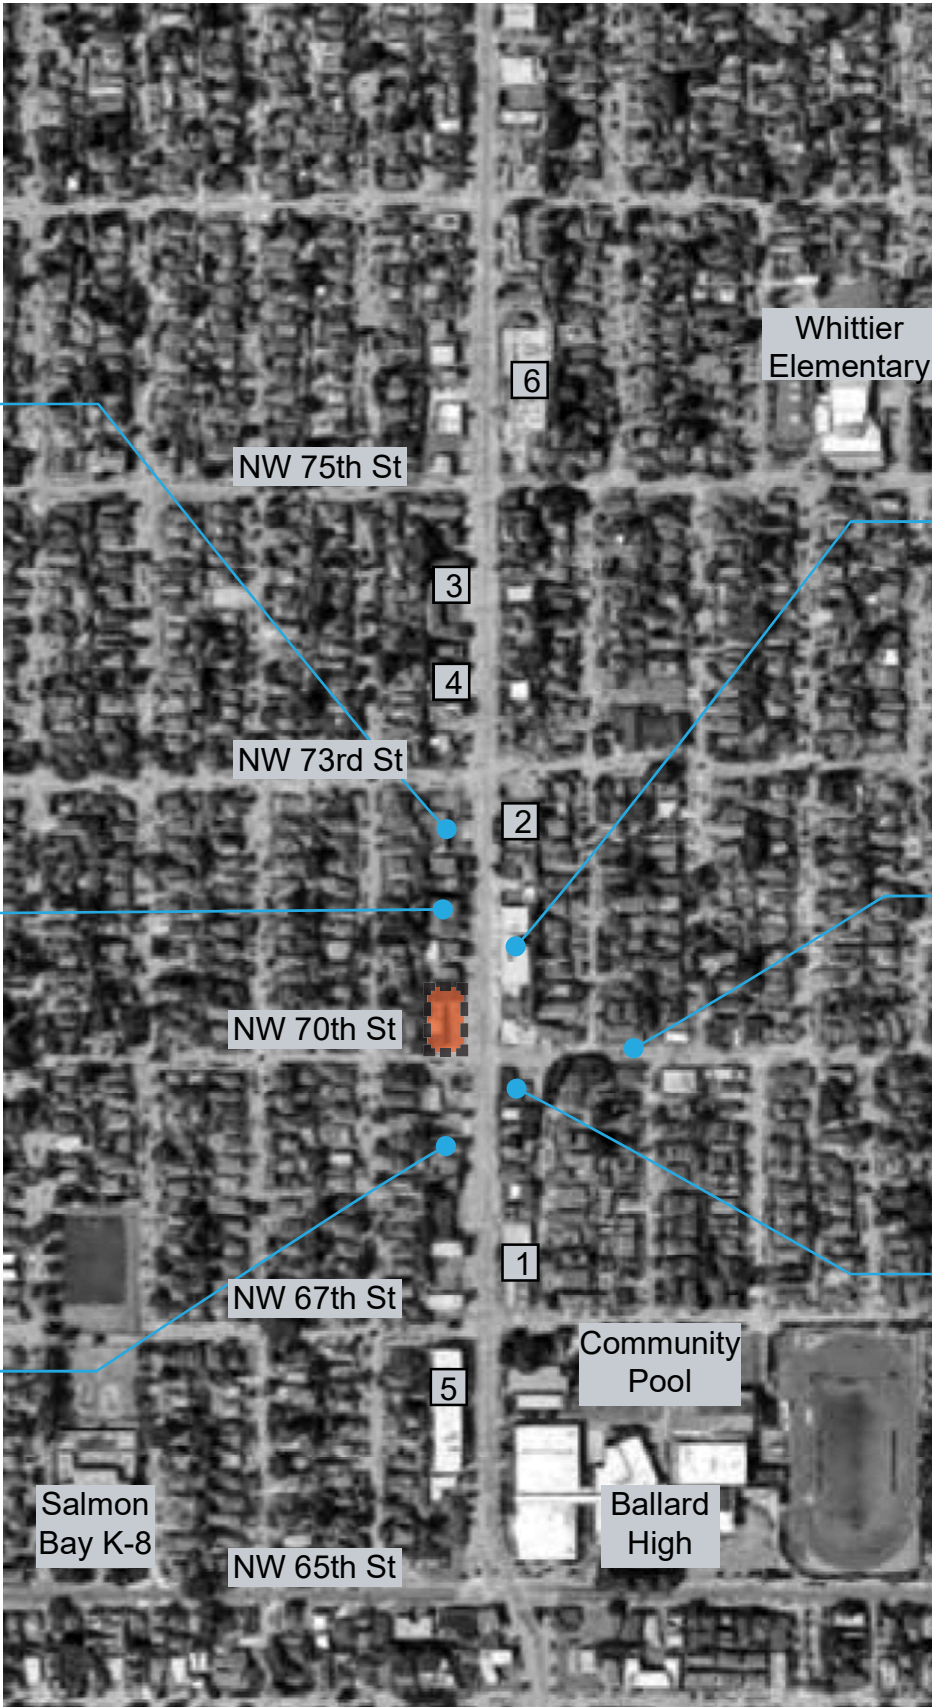 Whittier
Elementary
6
NW 75th St
3
4
NW 73rd St
2
NW 70th St
1
NW 67th St
Community
Pool
5
Salmon
Bay K-8
Ballard
High
NW 65th St